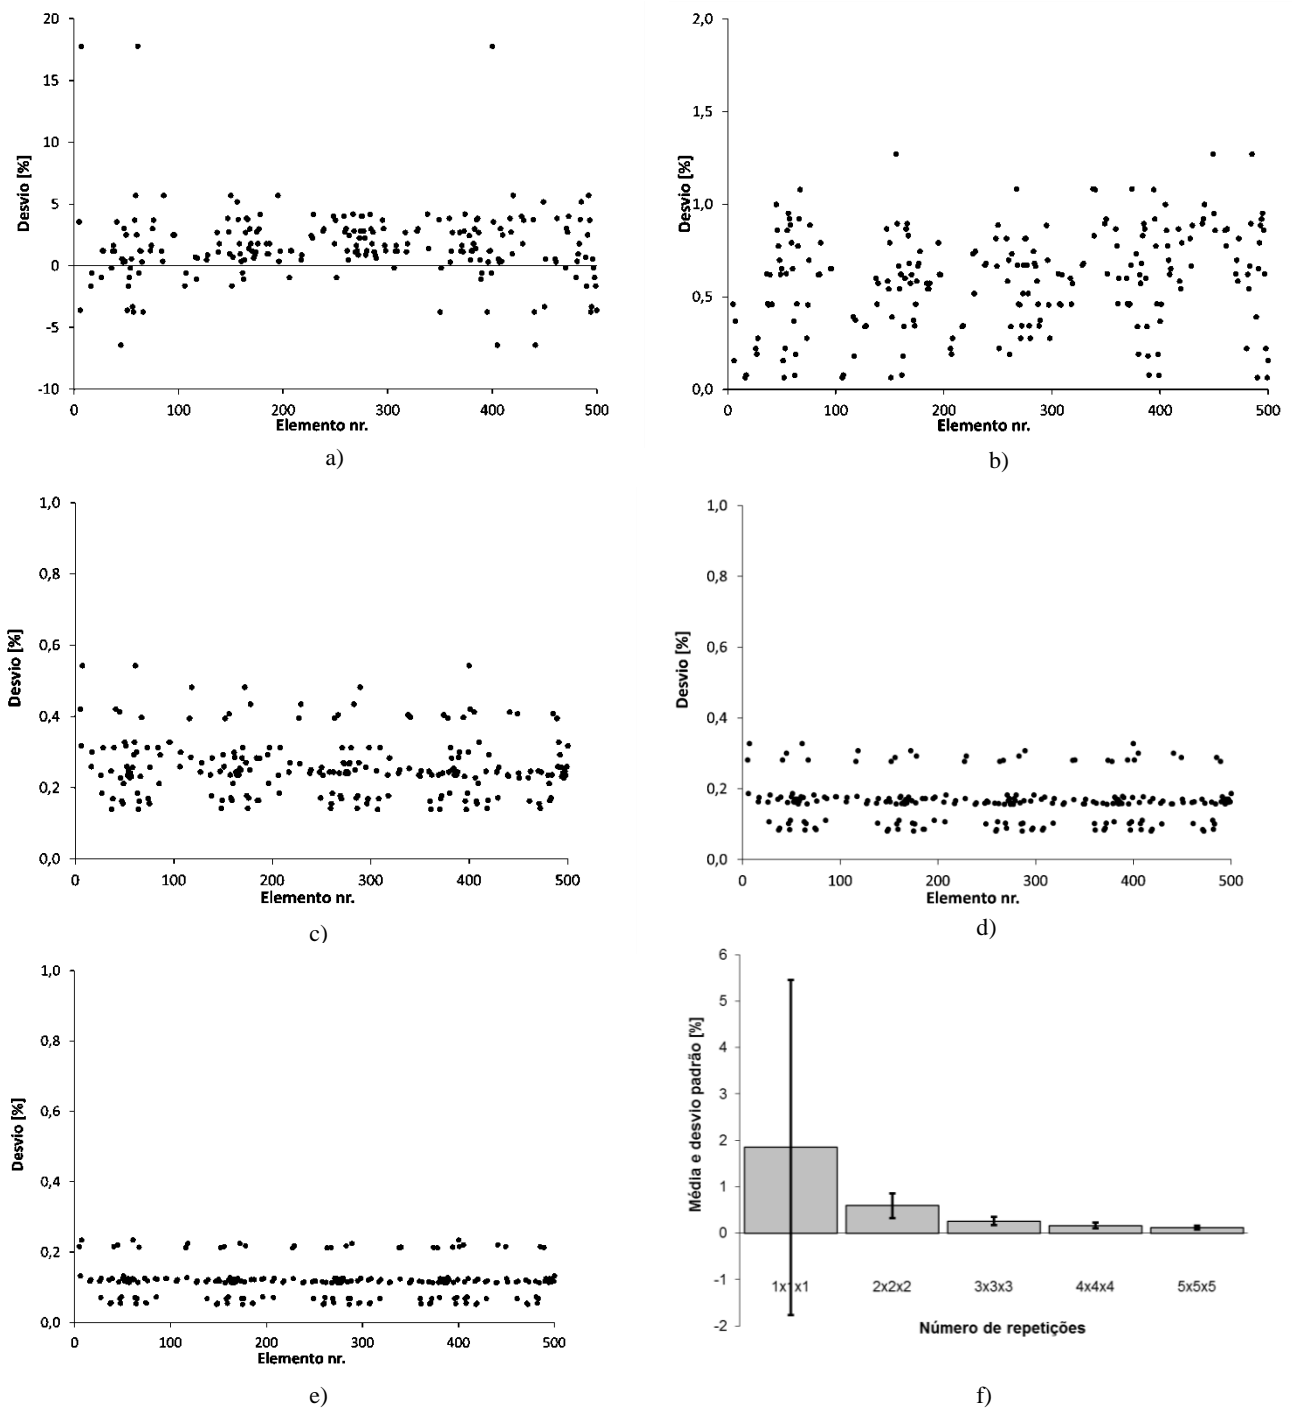 20
15
10
5
0
-5
-10
Desvio [%]
0 100 200 300 400 500
Elemento nr.
a)
2,0
1,5
1,0
0,5
0,0
Desvio [%]
0 100 200 300 400 500
Elemento nr.
b)
1,0
0,8
0,6
0,4
0,2
0,0
Desvio [%]
0 100 200 300 400 500
Elemento nr.
c)
1,0
0,8
0,6
0,4
0,2
0,0
Desvio [%]
0 100 200 300 400 500
Elemento nr.
d)
1,0
0,8
0,6
0,4
0,2
0,0
Desvio [%]
0 100 200 300 400 500
Elemento nr.
e)
6
5
4
3
2
1
0
-1
-2
Média e desvio padrão [%]
1x1x1 2x2x2 3x3x3 4x4x4 5x5x5
Número de repetições
f)